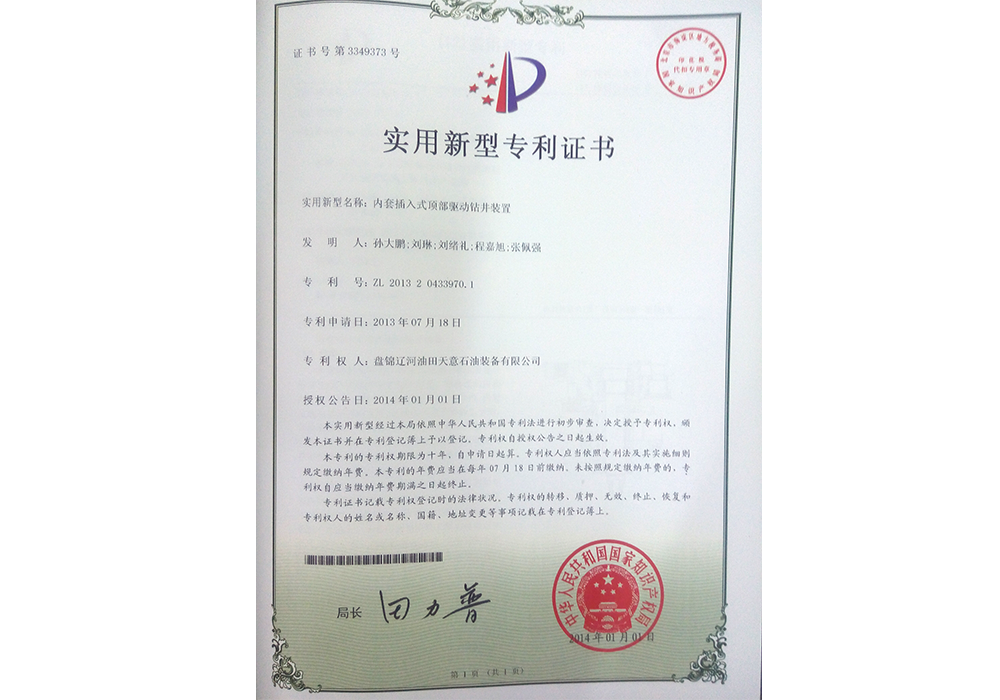 证书号第3349373号
实用新型专利证书
实用新型名称：内套插入式顶部驱动钻井装置
发明人：孙大鹏;刘琳;刘绪礼;程嘉旭;张佩强
专利号：ZL 2013 2 0433970.1
专利申请日：2013年07月18日
专利权人：盘锦辽河油田天意石油装备有限公司
授权公告日：2014年01月01日
本实用新型经过本局依照中华人民共和国专利法进行初步审查，决定授予专利权，颁
发本证书并在专利登记簿上予以登记。专利权自授权公告之日起生效。
本专利的专利权期限为十年，自申请日起算。专利权人应当依照专利法及其实施细则
规定缴纳年费。本专利的年费应当在每年07月18日前缴纳。未按照规定缴纳年费的，专
利权自应当缴纳年费期满之日起终止。
专利证书记载专利权登记时的法律状况。专利权的转移、质押、无效、终止、恢复和
专利权人的姓名或名称、国籍、地址变更等事项记载在专利登记簿上。
局长
田力普
中华人民共和国国家知识产权局
2014年01月01日
第1页（共1页）